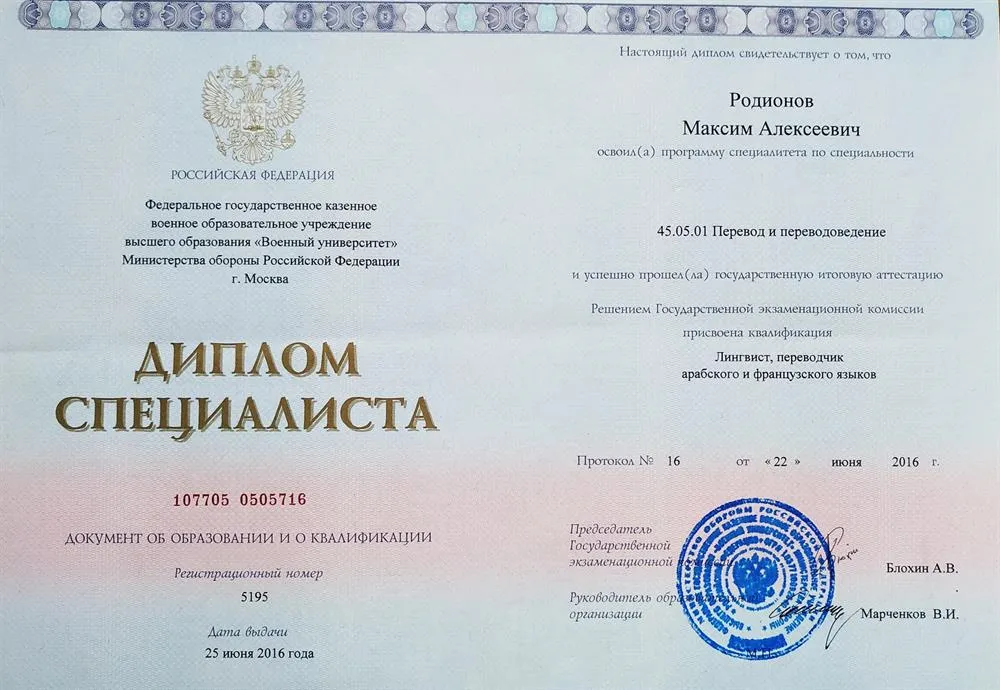 РОССИЙСКАЯ ФЕДЕРАЦИЯ
Федеральное государственное казенное
военное образовательное учреждение
высшего образования «Военный университет»
Министерства обороны Российской Федерации
г. Москва
ДИПЛОМ
СПЕЦИАЛИСТА
107705 0505716
ДОКУМЕНТ ОБ ОБРАЗОВАНИИ И О КВАЛИФИКАЦИИ
Регистрационный номер
5195
Дата выдачи
25 июня 2016 года
Настоящий диплом свидетельствует о том, что
Родионов
Максим Алексеевич
освоил(а) программу специалитета по специальности
45.05.01 Перевод и переводоведение
и успешно прошел(ла) государственную итоговую аттестацию
Решением Государственной экзаменационной комиссии
присвоена квалификация
Лингвист, переводчик
арабского и французского языков
Протокол № 16 от «22» июня 2016 г.
Председатель
Государственной
экзаменационной комиссии
Блохин А.В.
Руководитель образовательной
организации
Марченков В.И.
М.П.